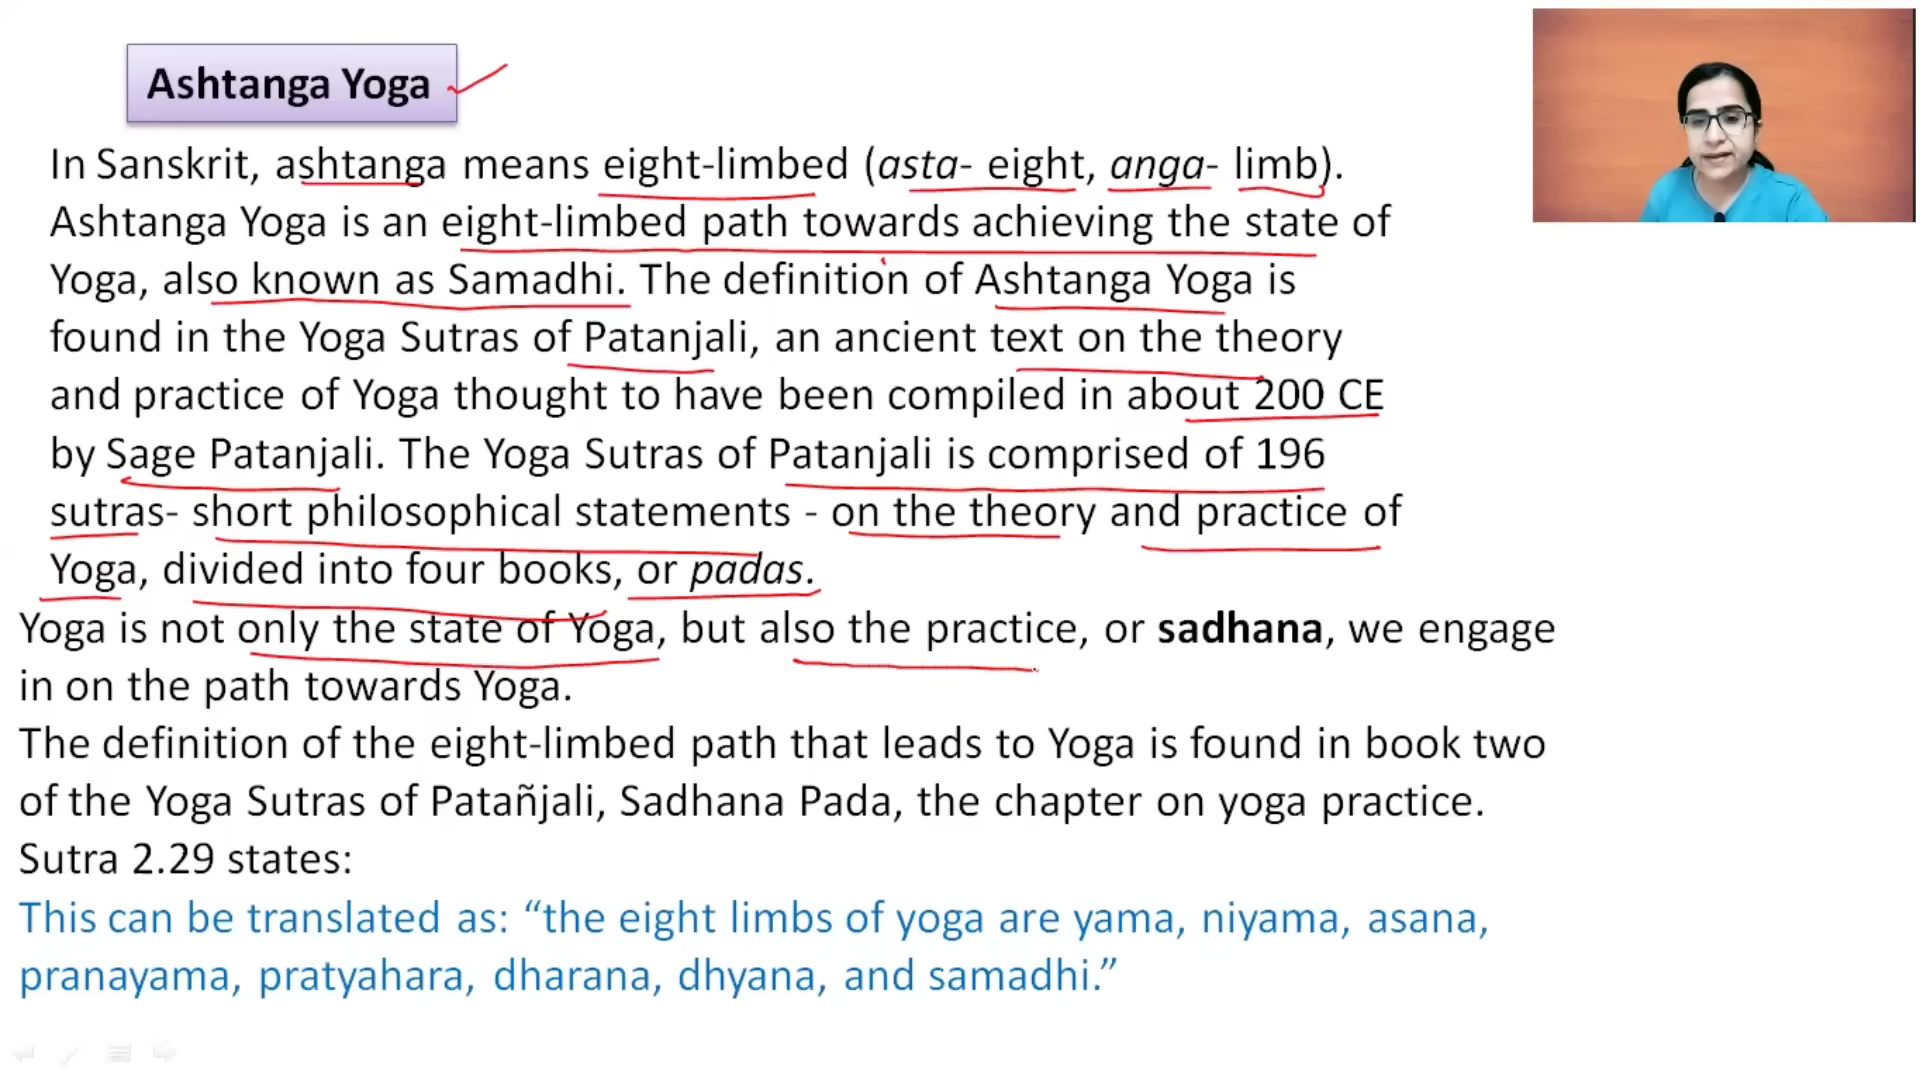 Ashtanga Yoga
In Sanskrit, ashtanga means eight-limbed (asta- eight, anga- limb).
Ashtanga Yoga is an eight-limbed path towards achieving the state of
Yoga, also known as Samadhi. The definition of Ashtanga Yoga is
found in the Yoga Sutras of Patanjali, an ancient text on the theory
and practice of Yoga thought to have been compiled in about 200 CE
by Sage Patanjali. The Yoga Sutras of Patanjali is comprised of 196
sutras- short philosophical statements - on the theory and practice of
Yoga, divided into four books, or padas.
Yoga is not only the state of Yoga, but also the practice, or sadhana, we engage
in on the path towards Yoga.
The definition of the eight-limbed path that leads to Yoga is found in book two
of the Yoga Sutras of Patañjali, Sadhana Pada, the chapter on yoga practice.
Sutra 2.29 states:
This can be translated as: “the eight limbs of yoga are yama, niyama, asana,
pranayama, pratyahara, dharana, dhyana, and samadhi.”